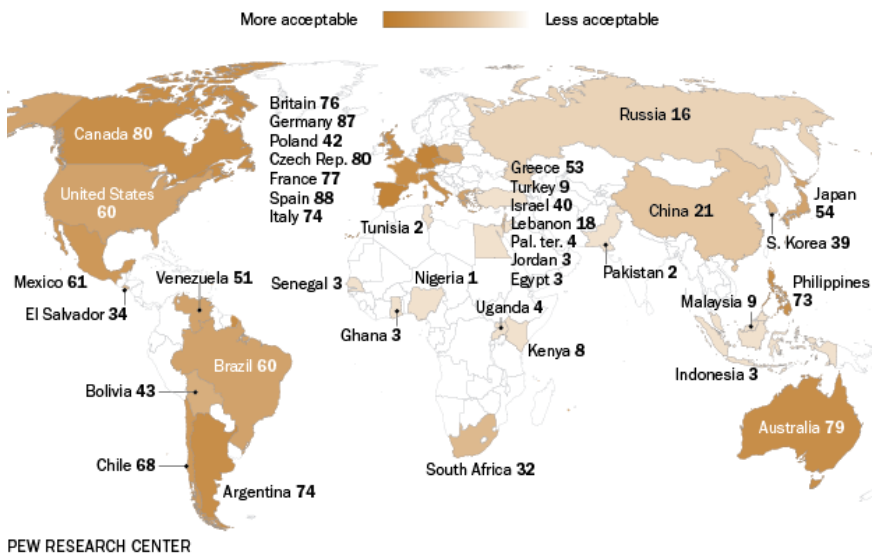 More acceptable
Less acceptable
Canada 80
United States
60
Mexico 61
El Salvador 34
Venezuela 51
Brazil 60
Bolivia 43
Chile 68
Argentina 74
Britain 76
Germany 87
Poland 42
Czech Rep. 80
France 77
Spain 88
Italy 74
Tunisia 2
Senegal 3
Nigeria 1
Ghana 3
Uganda 4
Kenya 8
South Africa 32
Greece 53
Turkey 9
Israel 40
Lebanon 18
Pal. ter. 4
Jordan 3
Egypt 3
Russia 16
China 21
Pakistan 2
Japan
54
S. Korea 39
Philippines
73
Malaysia 9
Indonesia 3
Australia 79
PEW RESEARCH CENTER